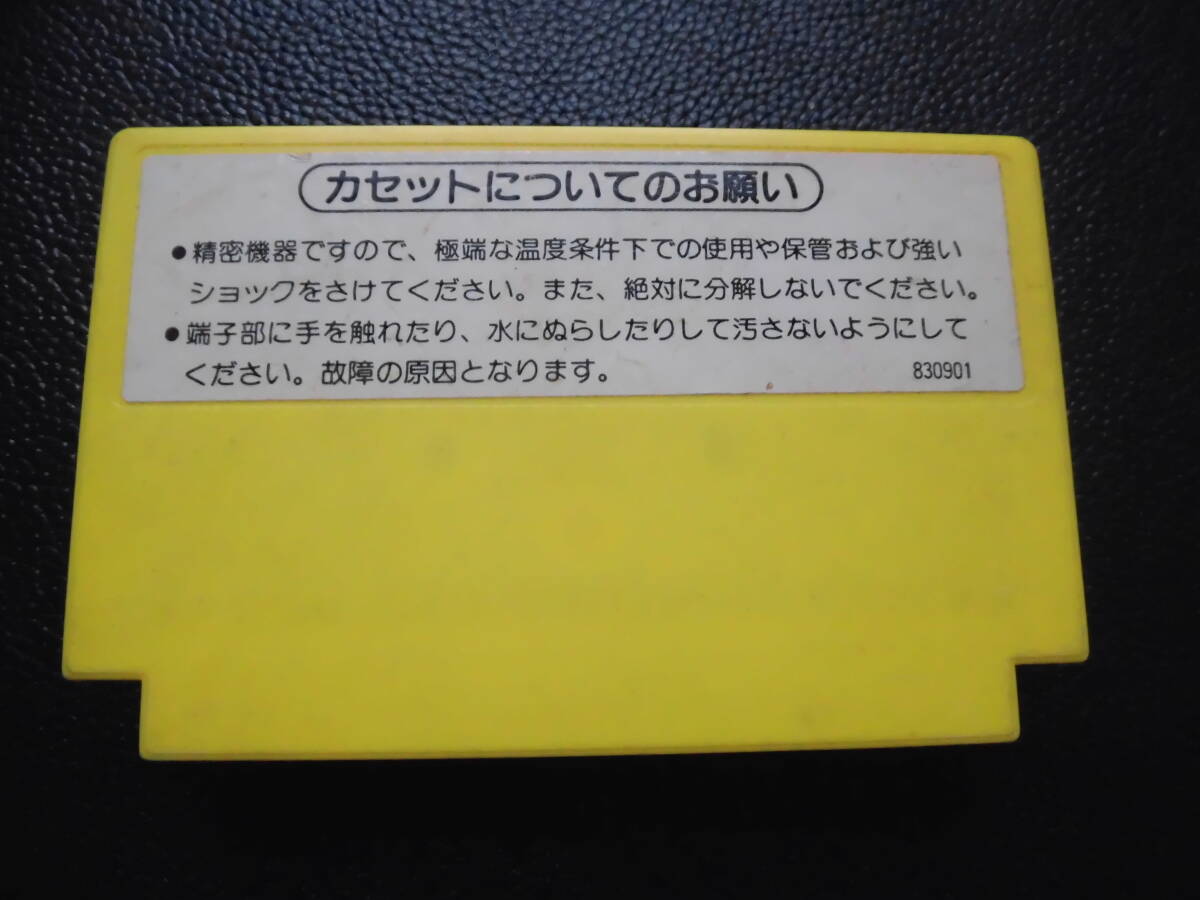 カセットについてのお願い
●精密機器ですので、極端な温度条件下での使用や保管および強い
ショックをさけてください。また、絶対に分解しないでください。
●端子部に手を触れたり、水にぬらしたりして汚さないようにして
ください。故障の原因となります。 830901